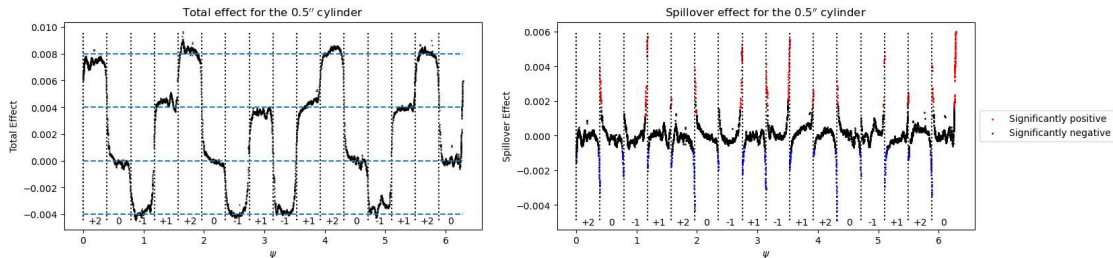 Total effect for the 0.5′′ cylinder
Total Effect
0.010
0.008
0.006
0.004
0.002
0.000
−0.002
−0.004
+2 0 -1 +1 +2 0 -1 +1 -1 +1 +2 0 -1 +1 +2 0
0 1 2 3 4 5 6
ψ
Spillover effect for the 0.5′′ cylinder
Spillover Effect
0.006
0.004
0.002
0.000
−0.002
−0.004
+2 0 -1 +1 +2 0 -1 +1 -1 +1 +2 0 -1 +1 +2 0
0 1 2 3 4 5 6
ψ
Significantly positive
Significantly negative